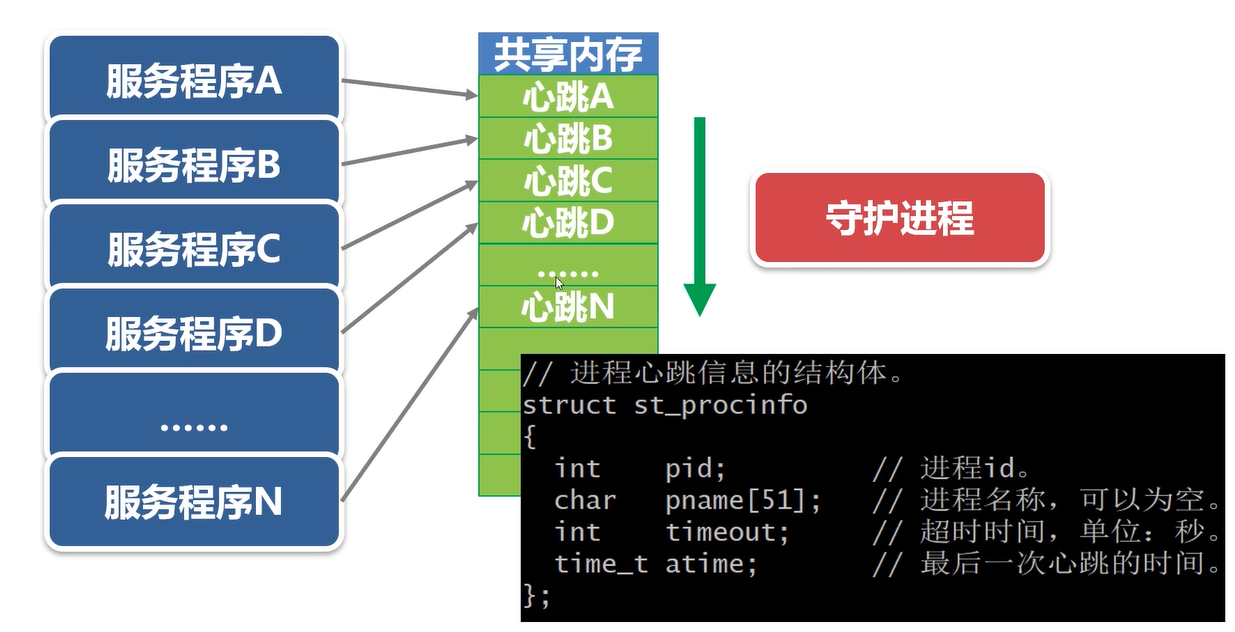 服务程序A
服务程序B
服务程序C
服务程序D
……
服务程序N
共享内存
心跳A
心跳B
心跳C
心跳D
……
心跳N
守护进程
// 进程心跳信息的结构体。
struct st_procinfo
{
  int    pid;         // 进程id。
  char   pname[51];   // 进程名称，可以为空。
  int    timeout;     // 超时时间，单位：秒。
  time_t atime;       // 最后一次心跳的时间。
};